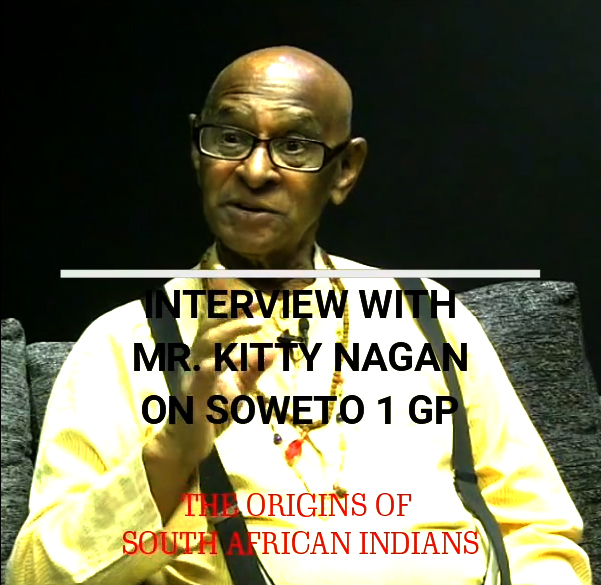 INTERVIEW WITH
MR. KITTY NAGAN
ON SOWETO 1 GP
THE ORIGINS OF
SOUTH AFRICAN INDIANS